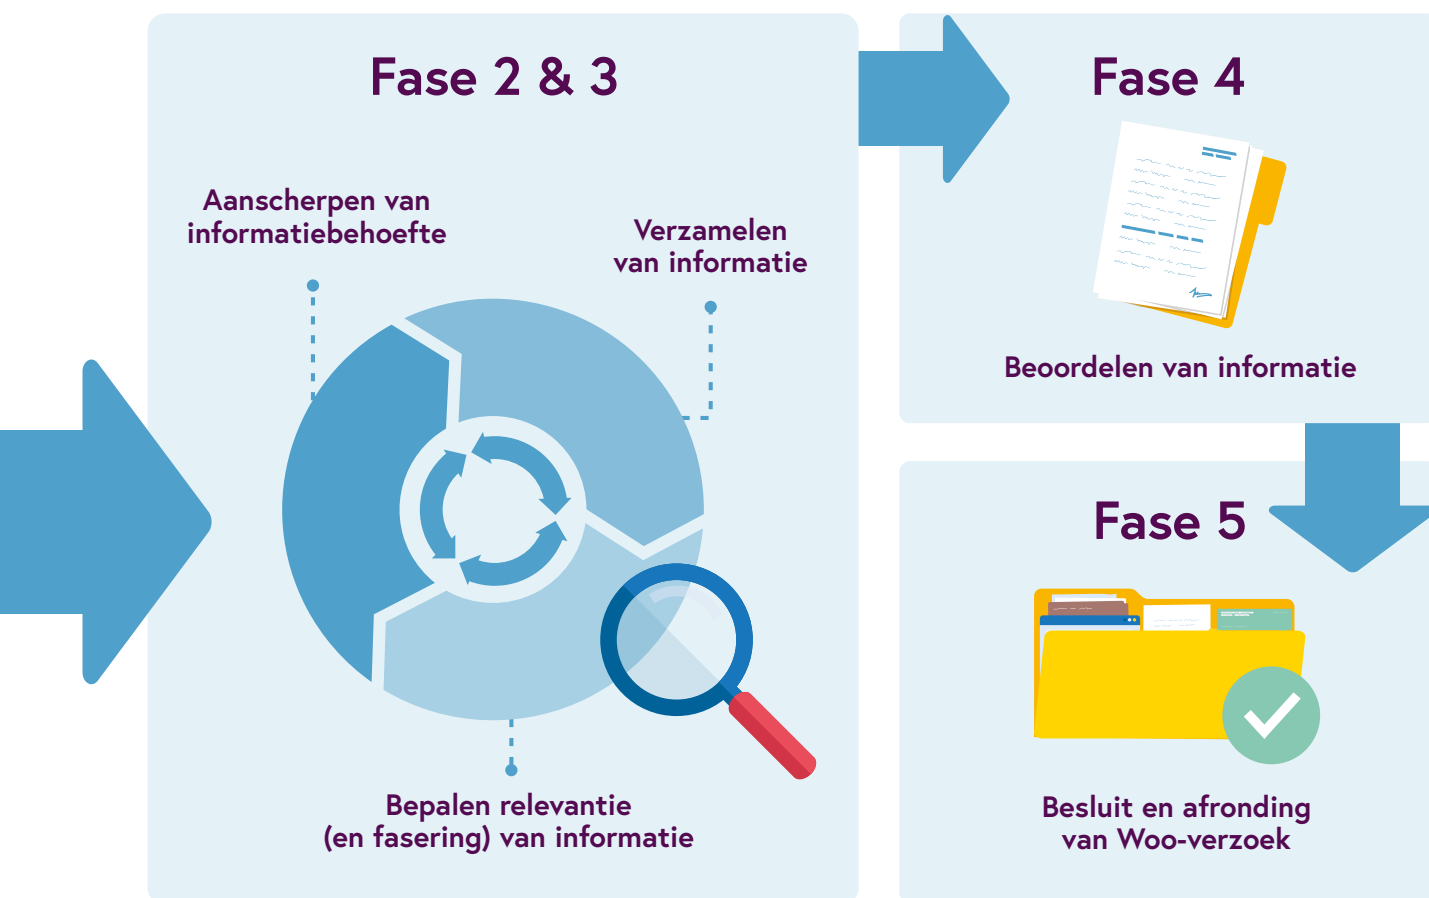 Fase 2 & 3
Aanscherpen van
informatiebehoefte
Verzamelen
van informatie
Bepalen relevantie
(en fasering) van informatie
Fase 4
Beoordelen van informatie
Fase 5
Besluit en afronding
van Woo-verzoek